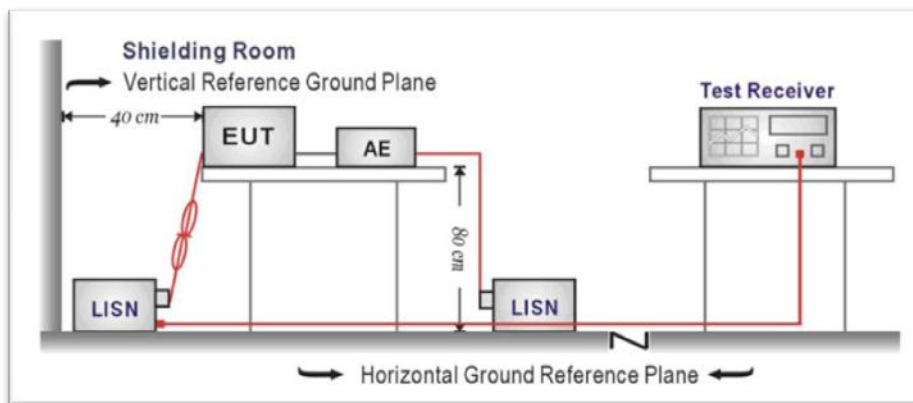 Shielding Room
Vertical Reference Ground Plane
40 cm
EUT
AE
Test Receiver
80 cm
LISN
LISN
Horizontal Ground Reference Plane